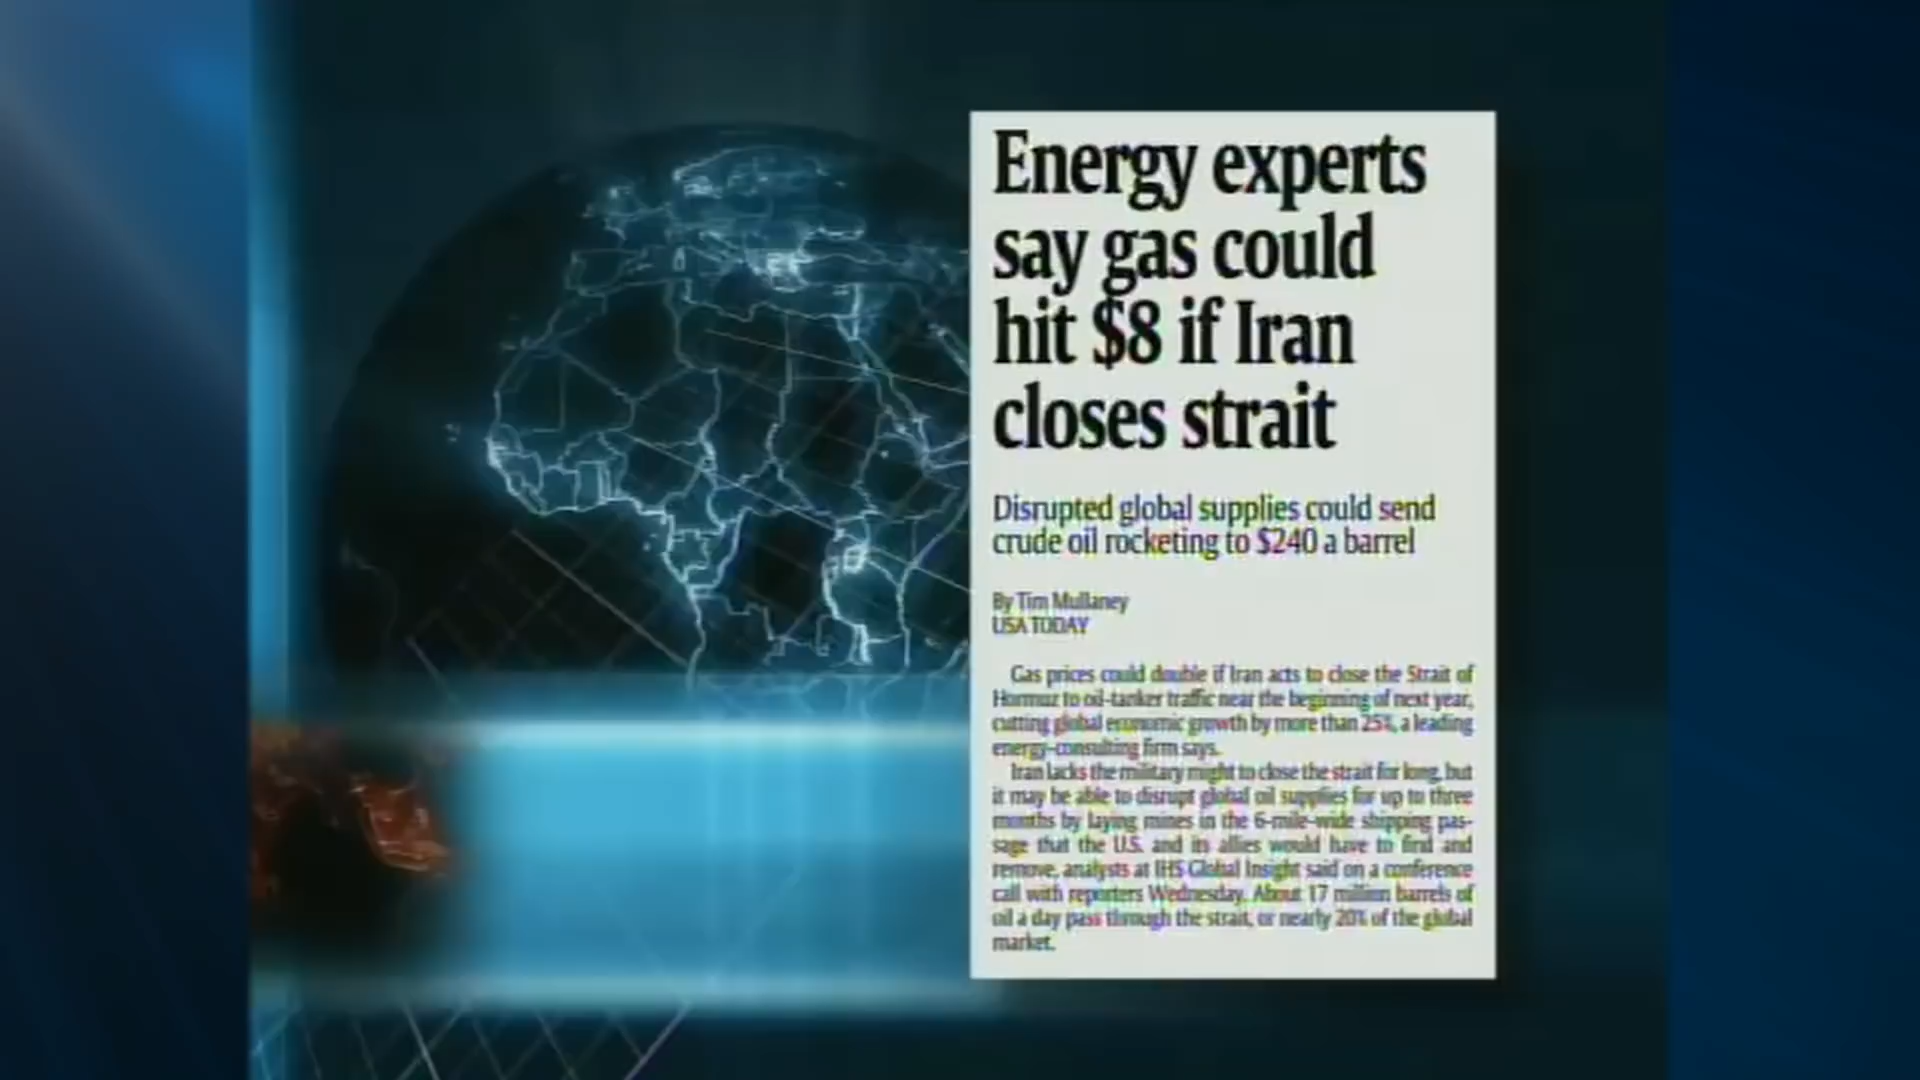 Energy experts
say gas could
hit $8 if Iran
closes strait
Disrupted global supplies could send
crude oil rocketing to $240 a barrel
By Tim Mullaney
USA TODAY
Gas prices could double if Iran acts to close the Strait of
Hormuz to oil-tanker traffic near the beginning of next year,
cutting global economic growth by more than 25%, a leading
energy-consulting firm says.
Iran lacks the military might to close the strait for long, but
it may be able to disrupt global oil supplies for up to three
months by laying mines in the 6-mile-wide shipping pas-
sage that the U.S. and its allies would have to find and
remove, analysts at IHS Global Insight said on a conference
call with reporters Wednesday. About 17 million barrels of
oil a day pass through the strait, or nearly 20% of the global
market.